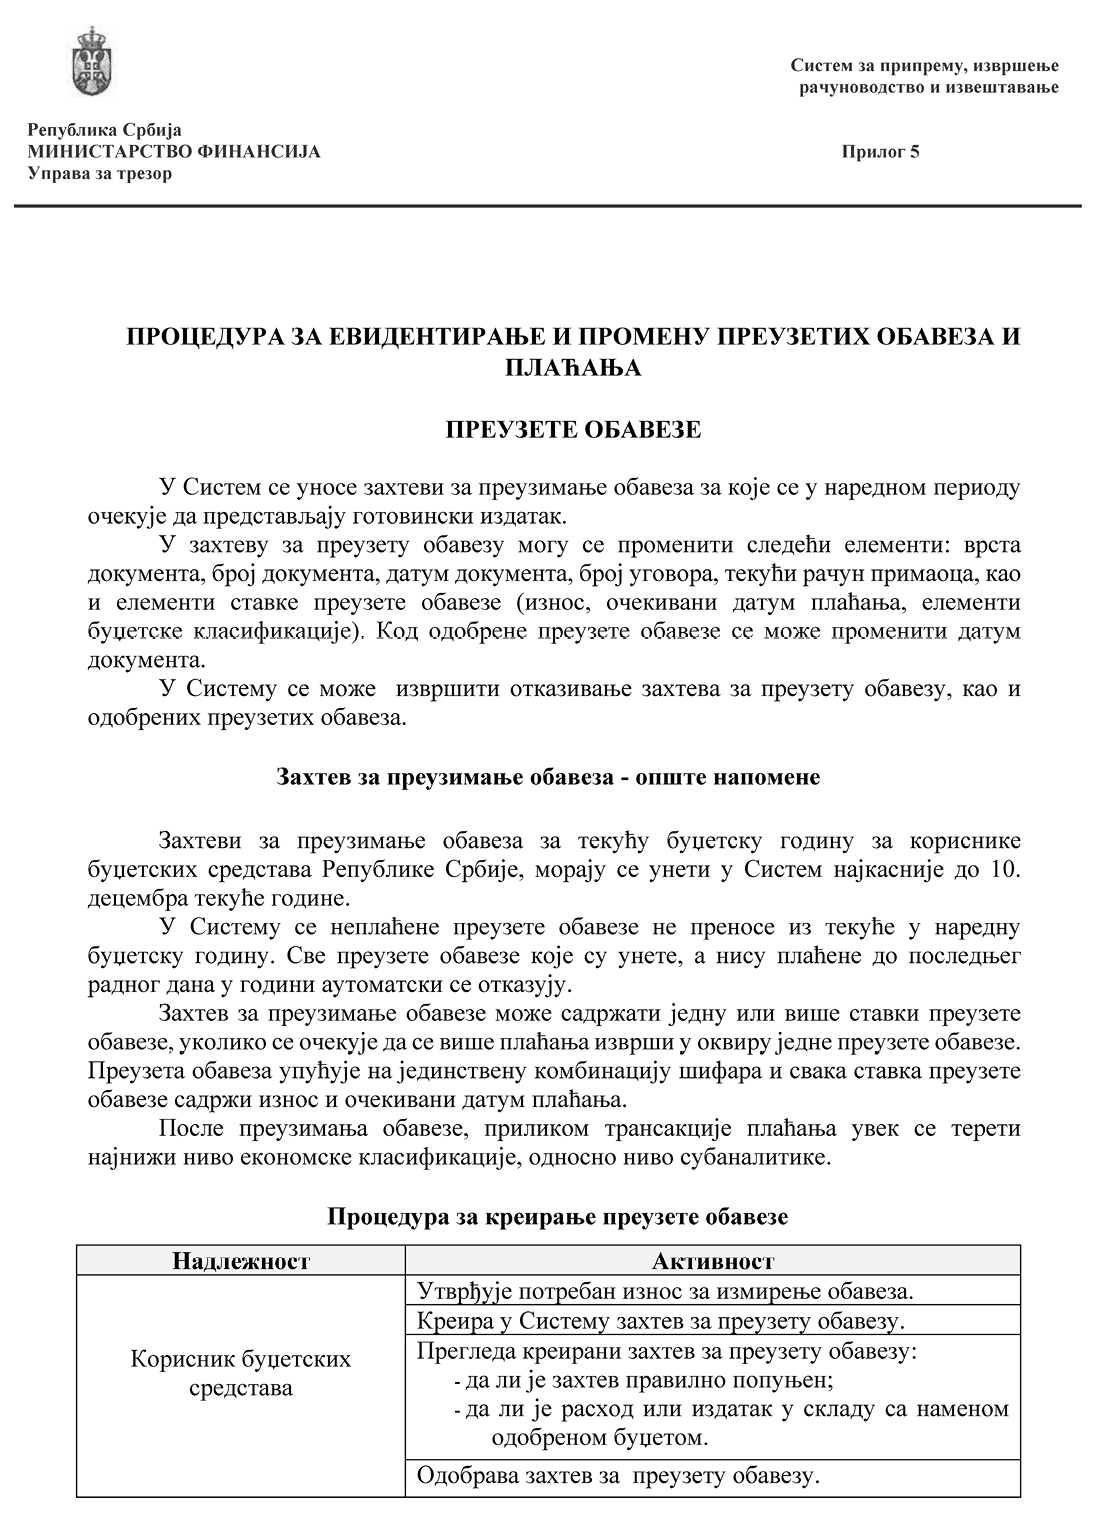 Систем за припрему, извршење
рачуноводство и извештавање
Република Србија
МИНИСТАРСТВО ФИНАНСИЈА
Прилог 5
Управа за трезор
ПРОЦЕДУРА ЗА ЕВИДЕНТИРАЊЕ И ПРОМЕНУ ПРЕУЗЕТИХ ОБАВЕЗА И
ПЛАЋАЊА
ПРЕУЗЕТЕ ОБАВЕЗЕ
У Систем се уносе захтеви за преузимање обавеза за које се у наредном периоду
очекује да представљају готовински издатак.
У захтеву за преузету обавезу могу се променити следећи елементи: врста
документа, број документа, датум документа, број уговора, текући рачун примаоца, као
и елементи ставке преузете обавезе (износ, очекивани датум плаћања, елементи
буџетске класификације). Код одобрене преузете обавезе се може променити датум
документа.
У Систему се може извршити отказивање захтева за преузету обавезу, као и
одобрених преузетих обавеза.
Захтев за преузимање обавеза - опште напомене
Захтеви за преузимање обавеза за текућу буџетску годину за кориснике
буџетских средстава Републике Србије, морају се унети у Систем најкасније до 10.
децембра текуће године.
У Систему се неплаћене преузете обавезе не преносе из текуће у наредну
буџетску годину. Све преузете обавезе које су унете, а нису плаћене до последњег
радног дана у години аутоматски се отказују.
Захтев за преузимање обавезе може садржати једну или више ставки преузете
обавезе, уколико се очекује да се више плаћања изврши у оквиру једне преузете обавезе.
Преузета обавеза упућује на јединствену комбинацију шифара и свака ставка преузете
обавезе садржи износ и очекивани датум плаћања.
После преузимања обавезе, приликом трансакције плаћања увек се терети
најнижи ниво економске класификације, односно ниво субаналитике.
Процедура за креирање преузете обавезе
Надлежност
Активност
Корисник буџетских
средстава
Утврђује потребан износ за измирење обавеза.
Креира у Систему захтев за преузету обавезу.
Прегледа креирани захтев за преузету обавезу:
- да ли је захтев правилно попуњен;
- да ли је расход или издатак у складу са наменом
одобреном буџетом.
Одобрава захтев за преузету обавезу.